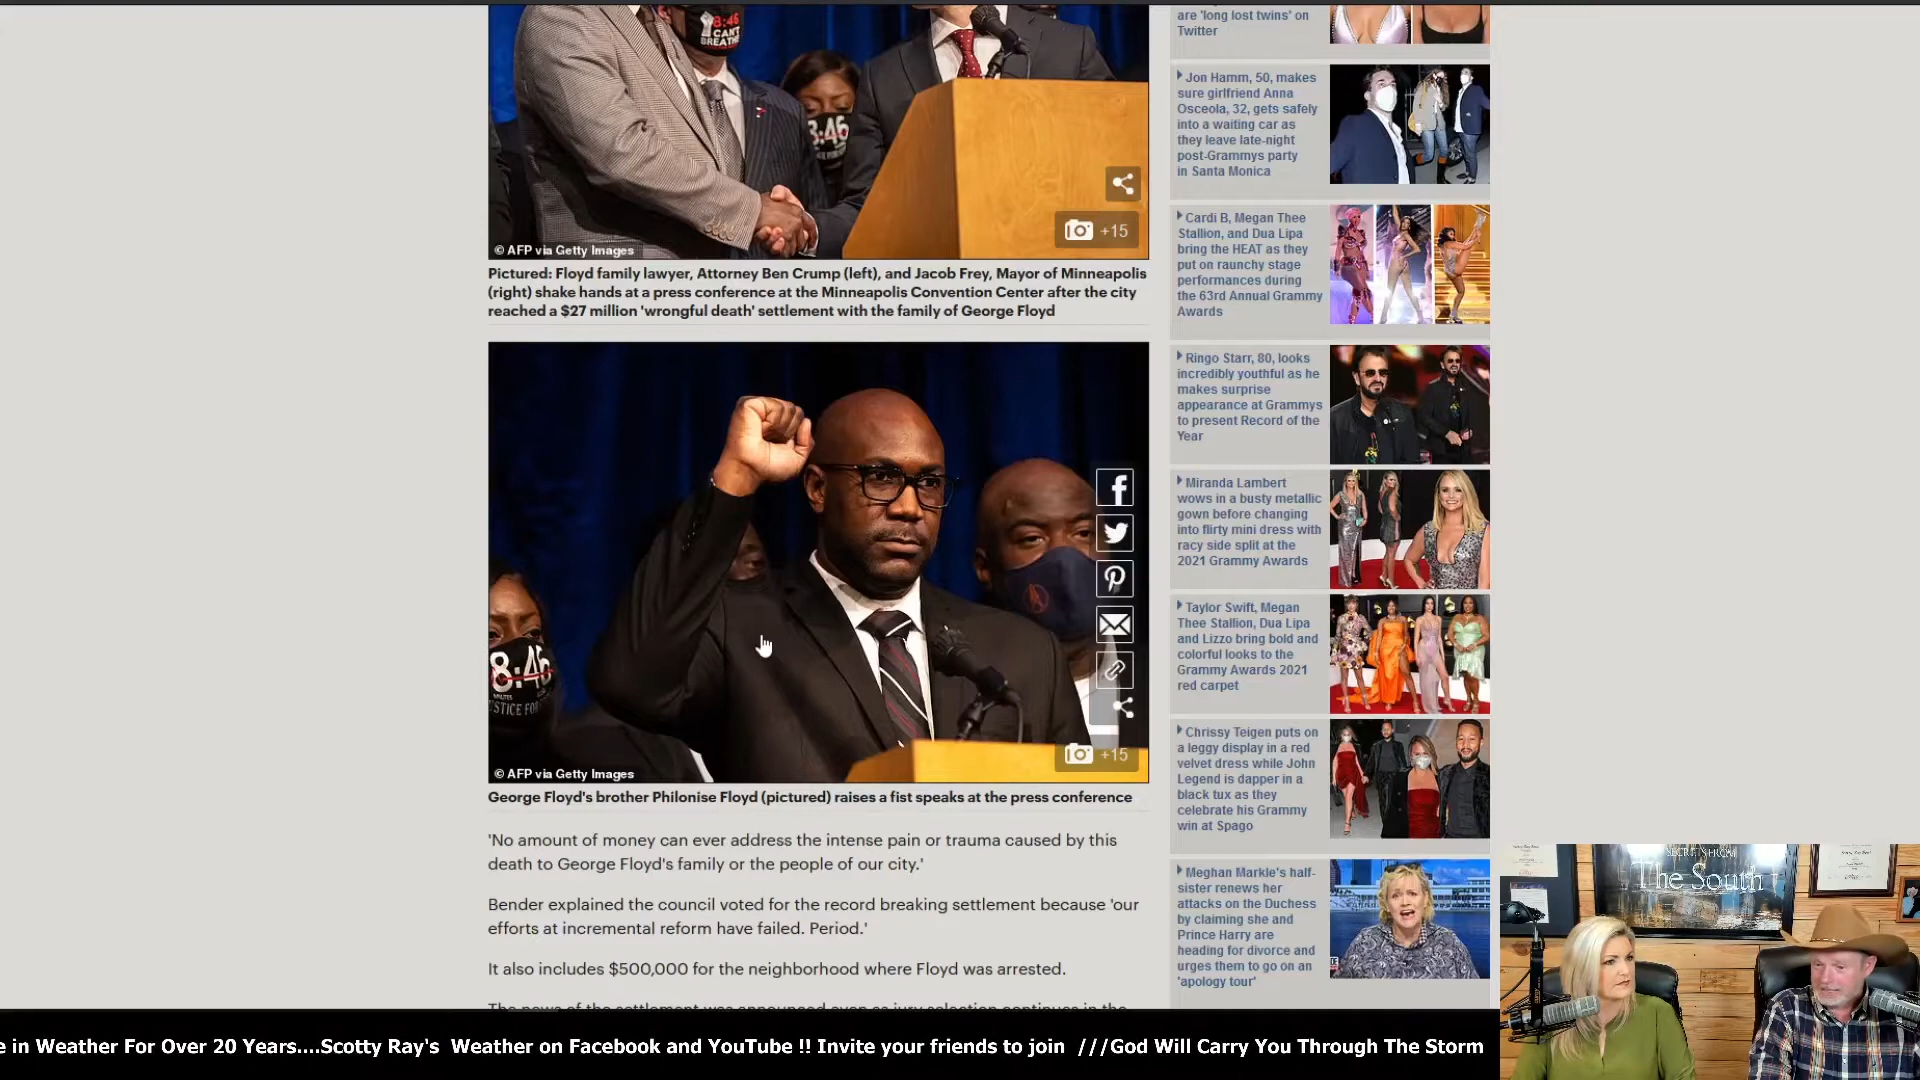 8:46
CAN'T
BREATHE
3:46
+15
© AFP via Getty Images
Pictured: Floyd family lawyer, Attorney Ben Crump (left), and Jacob Frey, Mayor of Minneapolis
(right) shake hands at a press conference at the Minneapolis Convention Center after the city
reached a $27 million 'wrongful death' settlement with the family of George Floyd
8:46
JUSTICE FOR
+15
© AFP via Getty Images
George Floyd's brother Philonise Floyd (pictured) raises a fist speaks at the press conference
'No amount of money can ever address the intense pain or trauma caused by this
death to George Floyd's family or the people of our city.'
Bender explained the council voted for the record breaking settlement because 'our
efforts at incremental reform have failed. Period.'
It also includes $500,000 for the neighborhood where Floyd was arrested.
The news of the settlement was announced even as jury selection continues in the
are 'long lost twins' on
Twitter
Jon Hamm, 50, makes
sure girlfriend Anna
Osceola, 32, gets safely
into a waiting car as
they leave late-night
post-Grammys party
in Santa Monica
Cardi B, Megan Thee
Stallion, and Dua Lipa
bring the HEAT as they
put on raunchy stage
performances during
the 63rd Annual Grammy
Awards
Ringo Starr, 80, looks
incredibly youthful as he
makes surprise
appearance at Grammys
to present Record of the
Year
Miranda Lambert
wows in a busty metallic
gown before changing
into flirty mini dress with
racy side split at the
2021 Grammy Awards
Taylor Swift, Megan
Thee Stallion, Dua Lipa
and Lizzo bring bold and
colorful looks to the
Grammy Awards 2021
red carpet
Chrissy Teigen puts on
a leggy display in a red
velvet dress while John
Legend is dapper in a
black tux as they
celebrate his Grammy
win at Spago
Meghan Markle's half-
sister renews her
attacks on the Duchess
by claiming she and
Prince Harry are
heading for divorce and
urges them to go on an
'apology tour'
SECRETS FROM
The South
e in Weather For Over 20 Years....Scotty Ray's Weather on Facebook and YouTube !! Invite your friends to join ///God Will Carry You Through The Storm